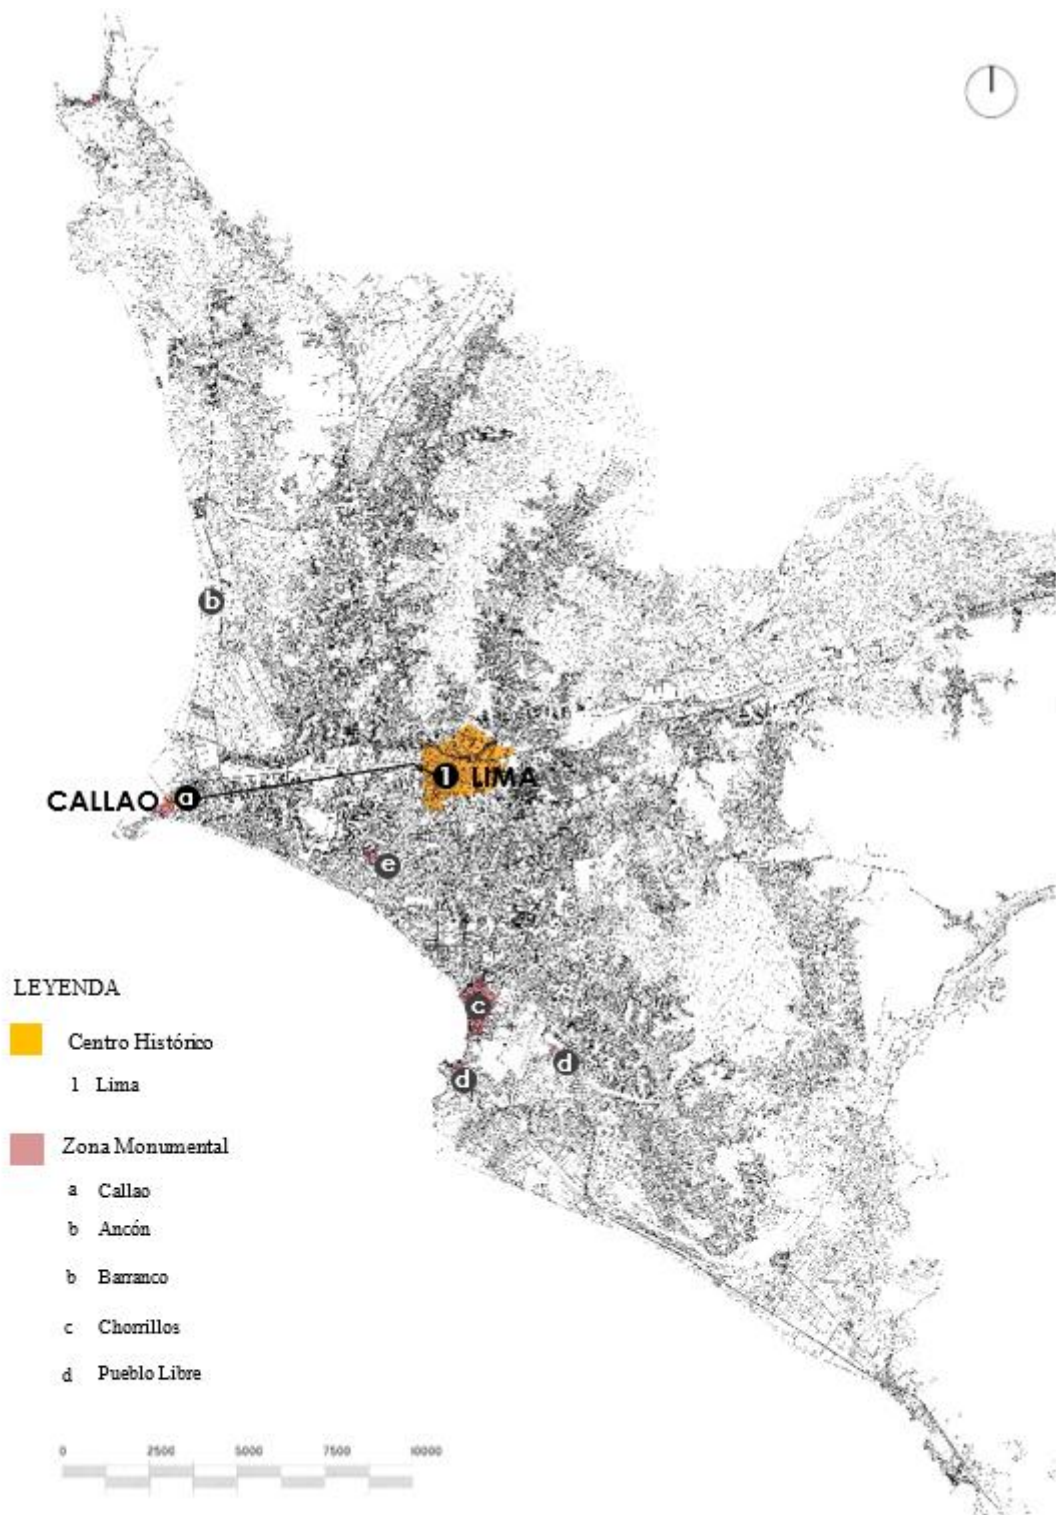 b
1 LIMA
CALLAO a
e
c
d
d
LEYENDA
Centro Histórico
1 Lima
Zona Monumental
a Callao
b Ancón
b Barranco
c Chorrillos
d Pueblo Libre
0 2500 5000 7500 10000